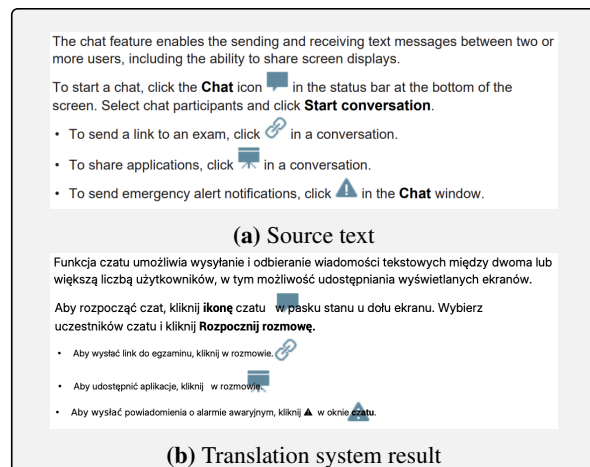 The chat feature enables the sending and receiving text messages between two or
more users, including the ability to share screen displays.
To start a chat, click the Chat icon in the status bar at the bottom of the
screen. Select chat participants and click Start conversation.
• To send a link to an exam, click in a conversation.
• To share applications, click in a conversation.
• To send emergency alert notifications, click in the Chat window.
(a) Source text
Funkcja czatu umożliwia wysyłanie i odbieranie wiadomości tekstowych między dwoma lub
większą liczbą użytkowników, w tym możliwość udostępniania wyświetlanych ekranów.
Aby rozpocząć czat, kliknij ikonę czatu w pasku stanu u dołu ekranu. Wybierz
uczestników czatu i kliknij Rozpocznij rozmowę.
• Aby wysłać link do egzaminu, kliknij w rozmowie.
• Aby udostępnić aplikacje, kliknij w rozmowie.
• Aby wysłać powiadomienia o alarmie awaryjnym, kliknij ⚠ w oknie czatu.
(b) Translation system result